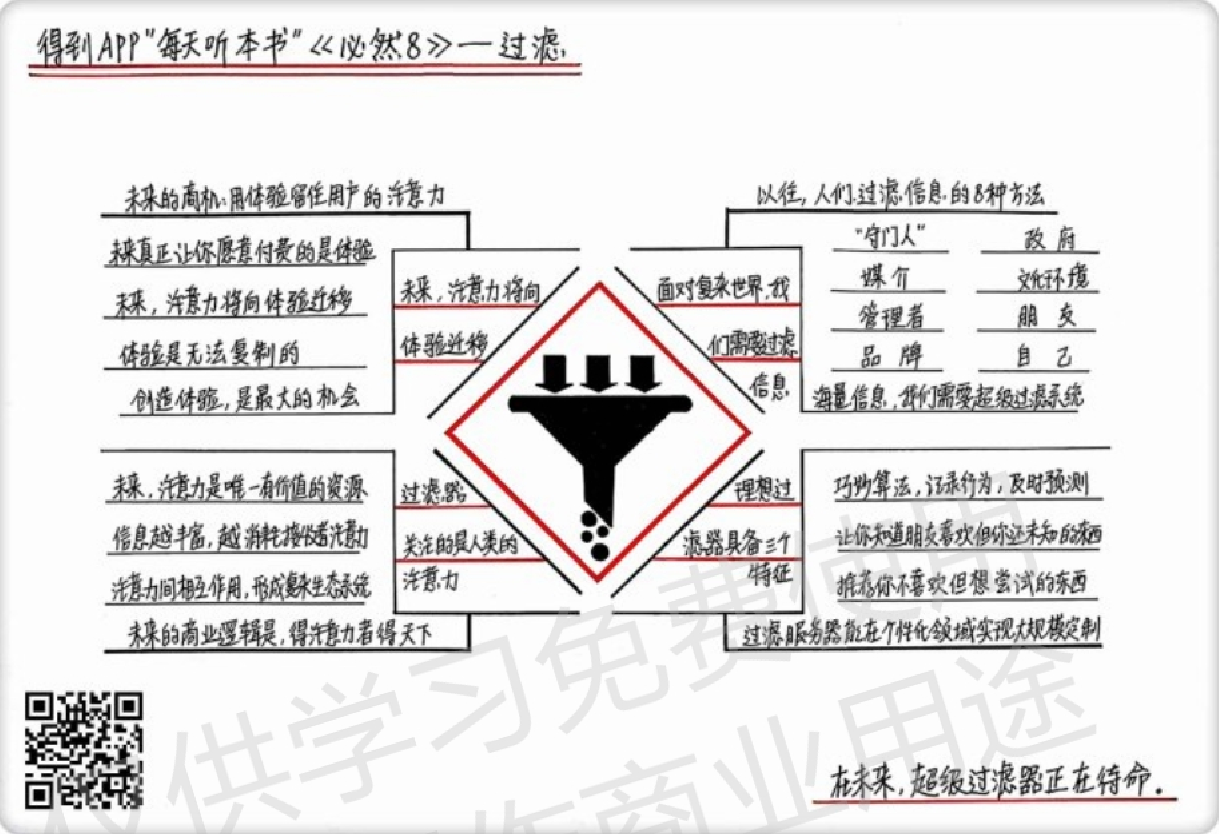 得到APP"每天听本书"《必然8》—过滤
未来的商机:用体验留住用户的注意力
未来真正让你愿意付费的是体验
未来，注意力将向体验迁移
体验是无法复制的
创造体验，是最大的机会
未来，注意力将向
体验迁移
以往，人们过滤信息的8种方法
"守门人" 政府
媒介 文化环境
管理者 朋友
品牌 自己
海量信息，我们需要超级过滤系统
面对复杂世界，我
们需要过滤
信息
未来，注意力是唯一有价值的资源
信息越丰富，越消耗接收者注意力
注意力间相互作用，形成复杂生态系统
未来的商业逻辑是，得注意力者得天下
过滤器
关注的是人类的
注意力
理想过
滤器具备三个
特征
巧妙算法，记录行为，及时预测
让你知道朋友喜欢但你还未知的东西
推荐你不喜欢但想尝试的东西
过滤服务器能在个性化领域实现大规模定制
在未来，超级过滤器正在待命。
仅供学习免费使用
作商业用途